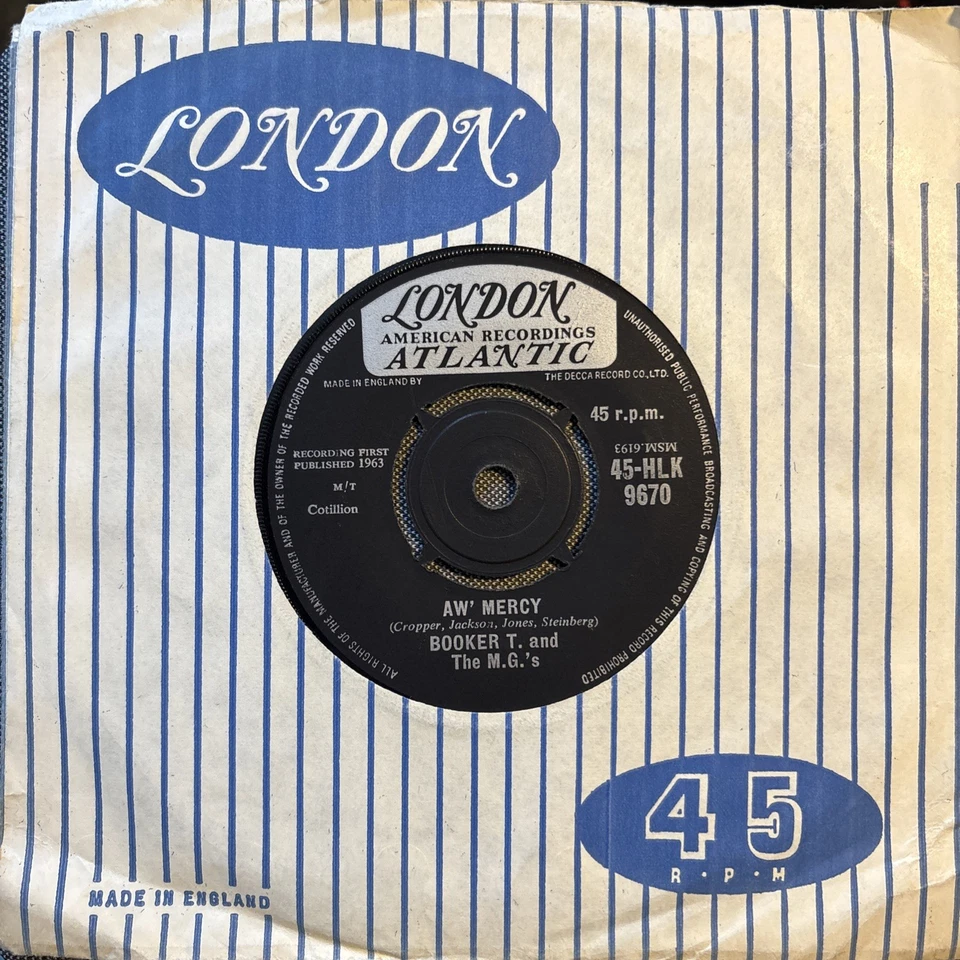 LONDON
LONDON
AMERICAN RECORDINGS
ATLANTIC
MADE IN ENGLAND BY THE DECCA RECORD CO., LTD.
ALL RIGHTS OF THE MANUFACTURER AND OF THE OWNER OF THE RECORDED WORK RESERVED
UNAUTHORISED PUBLIC PERFORMANCE BROADCASTING AND COPYING OF THIS RECORD PROHIBITED
45 r.p.m.
RECORDING FIRST
PUBLISHED 1963
M/T
Cotillion
MSM.6193
45-HLK
9670
AW' MERCY
(Cropper, Jackson, Jones, Steinberg)
BOOKER T. and
The M.G.'s
45
R·P·M
MADE IN ENGLAND